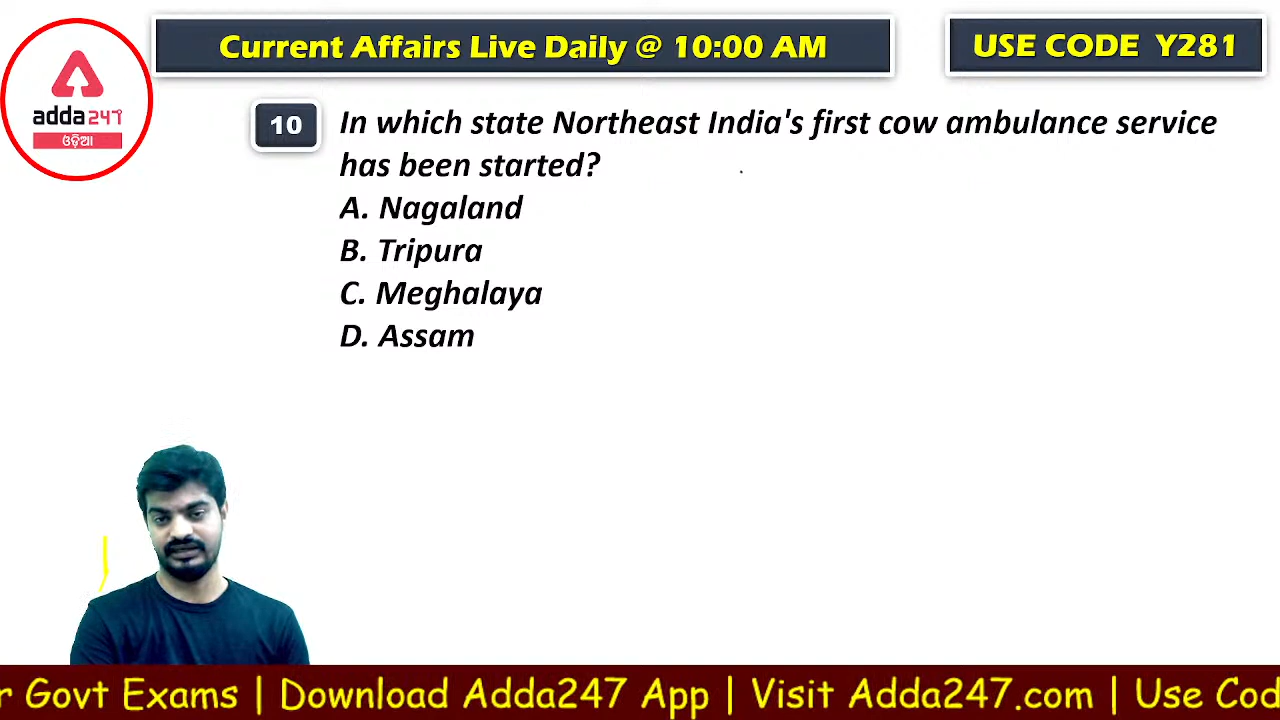 Current Affairs Live Daily @ 10:00 AM
USE CODE Y281
adda247
ଓଡ଼ିଆ
10
In which state Northeast India's first cow ambulance service
has been started?
A. Nagaland
B. Tripura
C. Meghalaya
D. Assam
r Govt Exams | Download Adda247 App | Visit Adda247.com | Use Cod